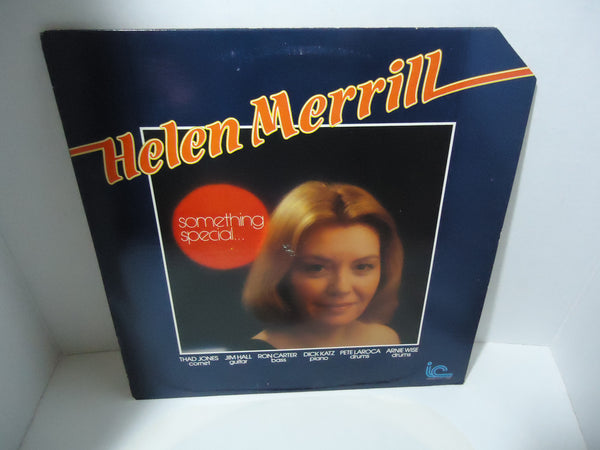 Helen Merrill
something
special...
THAD JONES JIM HALL RON CARTER DICK KATZ PETE LAROCA ARNIE WISE
cornet guitar bass piano drums drums
ic